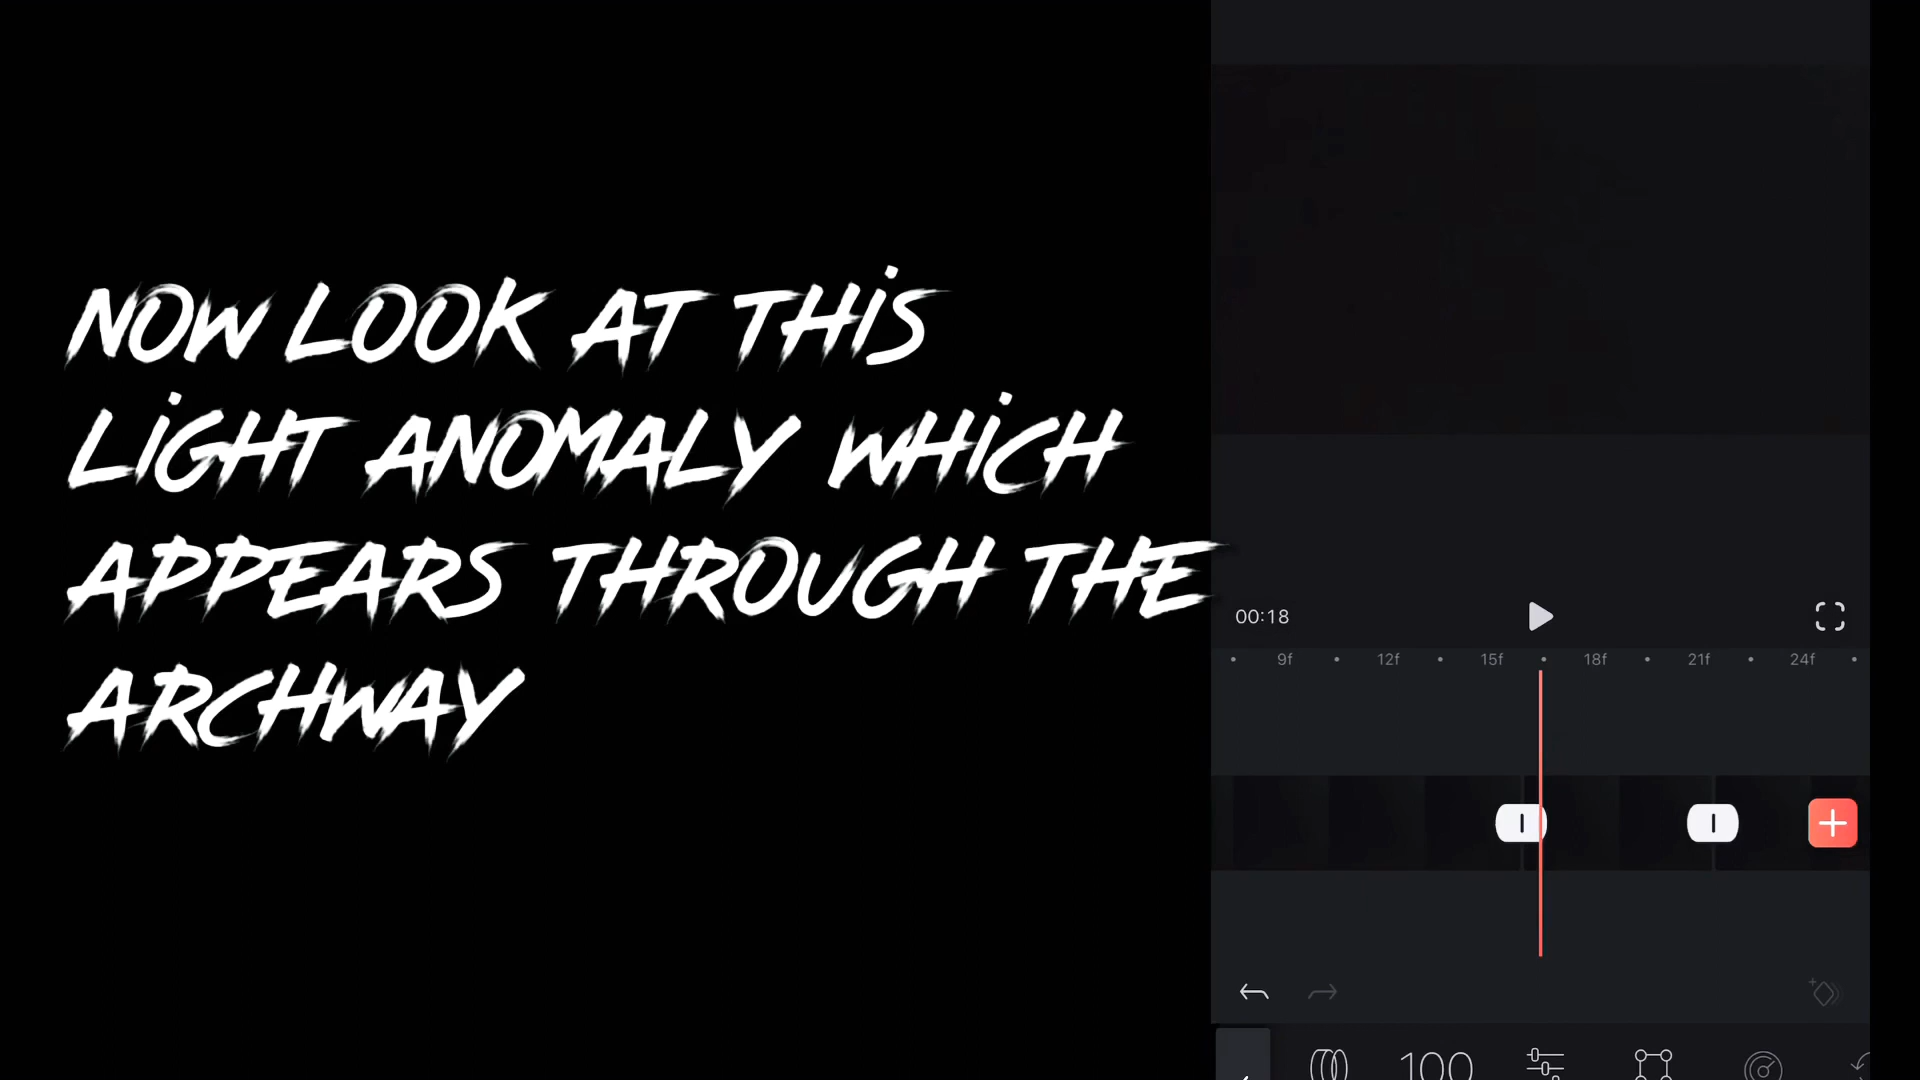 NOW LOOK AT THIS
LIGHT ANOMALY WHICH
APPEARS THROUGH THE
ARCHWAY
00:18
9f 12f 15f 18f 21f 24f
100